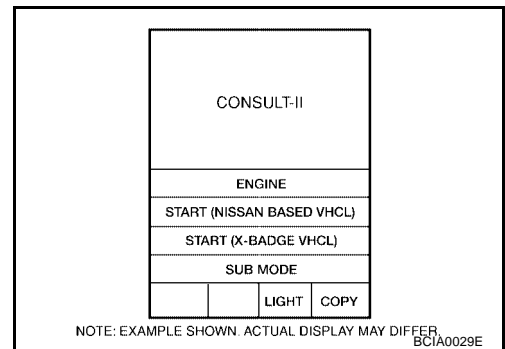 CONSULT-II
ENGINE
START (NISSAN BASED VHCL)
START (X-BADGE VHCL)
SUB MODE
LIGHT COPY
NOTE: EXAMPLE SHOWN. ACTUAL DISPLAY MAY DIFFER.
BCIA0029E